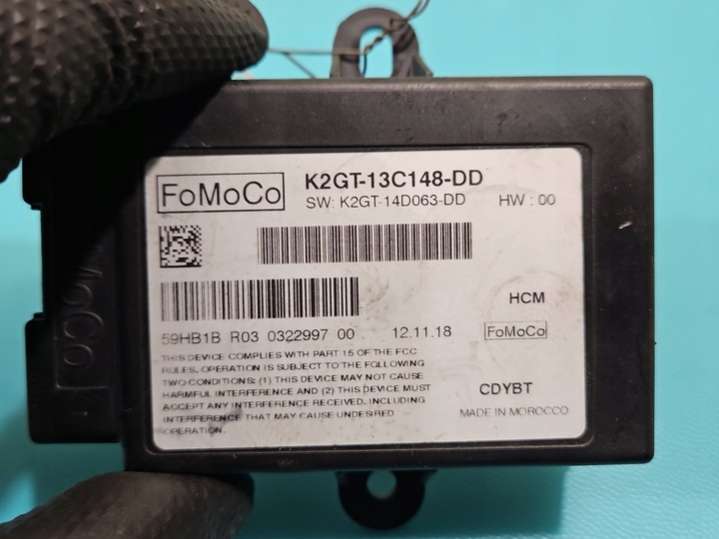 FoMoCo
K2GT-13C148-DD
SW: K2GT-14D063-DD
HW : 00
59HB1B R03 0322997 00
12.11.18
HCM
FoMoCo
THIS DEVICE COMPLIES WITH PART 15 OF THE FCC
RULES, OPERATION IS SUBJECT TO THE FOLLOWING
TWO CONDITIONS: (1) THIS DEVICE MAY NOT CAUSE
HARMFUL INTERFERENCE AND (2) THIS DEVICE MUST
ACCEPT ANY INTERFERENCE RECEIVED, INCLUDING
INTERFERENCE THAT MAY CAUSE UNDESIRED
OPERATION.
CDYBT
MADE IN MOROCCO
MoCo